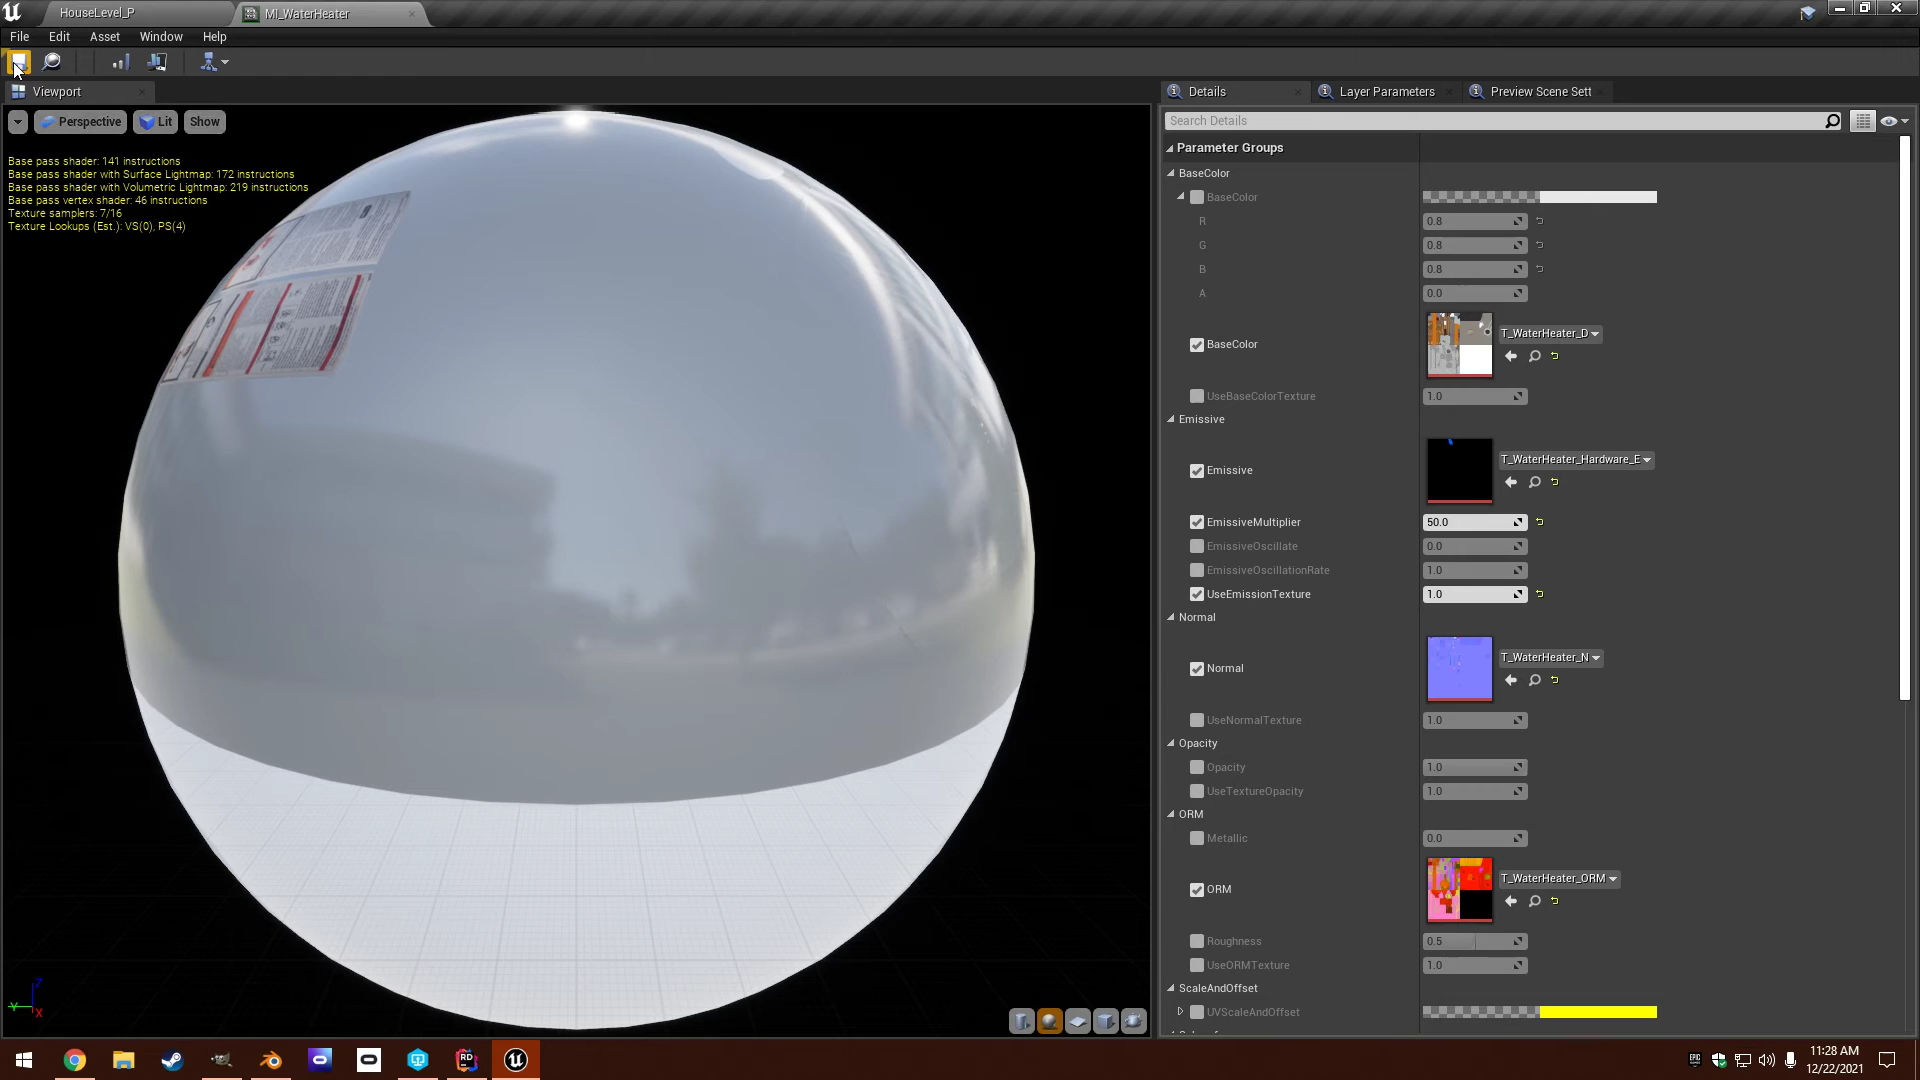 HouseLevel_P
MI_WaterHeater
File Edit Asset Window Help
Viewport
Details
Layer Parameters
Preview Scene Sett
Perspective
Lit
Show
Search Details
Base pass shader: 141 instructions
Base pass shader with Surface Lightmap: 172 instructions
Base pass shader with Volumetric Lightmap: 219 instructions
Base pass vertex shader: 46 instructions
Texture samplers: 7/16
Texture Lookups (Est.): VS(0), PS(4)
Parameter Groups
BaseColor
BaseColor
R 0.8
G 0.8
B 0.8
A 0.0
BaseColor T_WaterHeater_D
UseBaseColorTexture 1.0
Emissive
Emissive T_WaterHeater_Hardware_E
EmissiveMultiplier 50.0
EmissiveOscillate 0.0
EmissiveOscillationRate 1.0
UseEmissionTexture 1.0
Normal
Normal T_WaterHeater_N
UseNormalTexture 1.0
Opacity
Opacity 1.0
UseTextureOpacity 1.0
ORM
Metallic 0.0
ORM T_WaterHeater_ORM
Roughness 0.5
UseORMTexture 1.0
ScaleAndOffset
UVScaleAndOffset
Z
Y
X
RD
EPIC
11:28 AM
12/22/2021